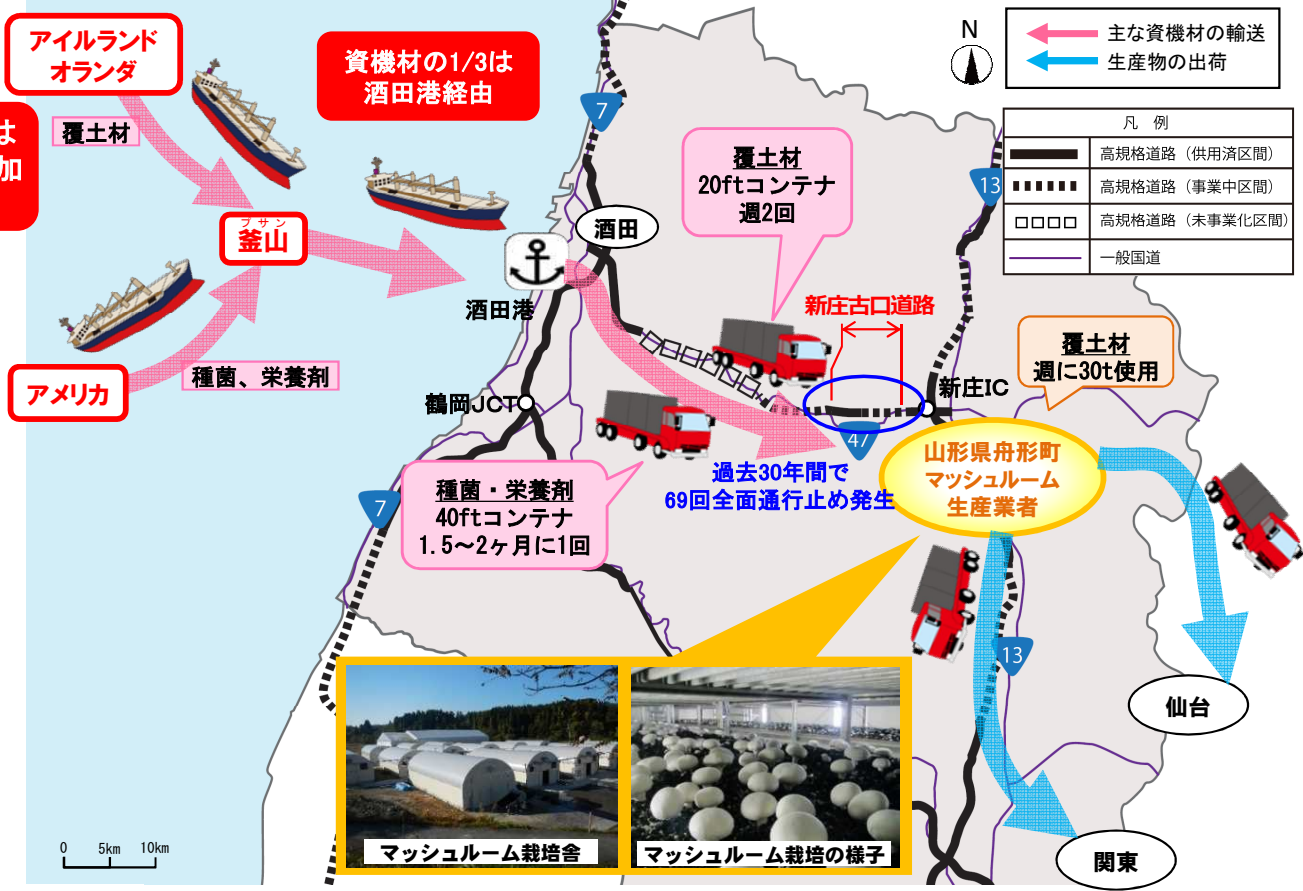 アイルランド
オランダ
は
加
覆土材
資機材の1/3は
酒田港経由
プサン
釜山
アメリカ
種菌、栄養剤
酒田港
酒田
7
覆土材
20ftコンテナ
週2回
N
主な資機材の輸送
生産物の出荷
凡 例
高規格道路（供用済区間）
高規格道路（事業中区間）
高規格道路（未事業化区間）
一般国道
13
新庄古口道路
新庄IC
覆土材
週に30t使用
鶴岡JCT
47
過去30年間で
69回全面通行止め発生
山形県舟形町
マッシュルーム
生産業者
7
種菌・栄養剤
40ftコンテナ
1.5～2ヶ月に1回
13
仙台
関東
マッシュルーム栽培舎
マッシュルーム栽培の様子
0 5km 10km